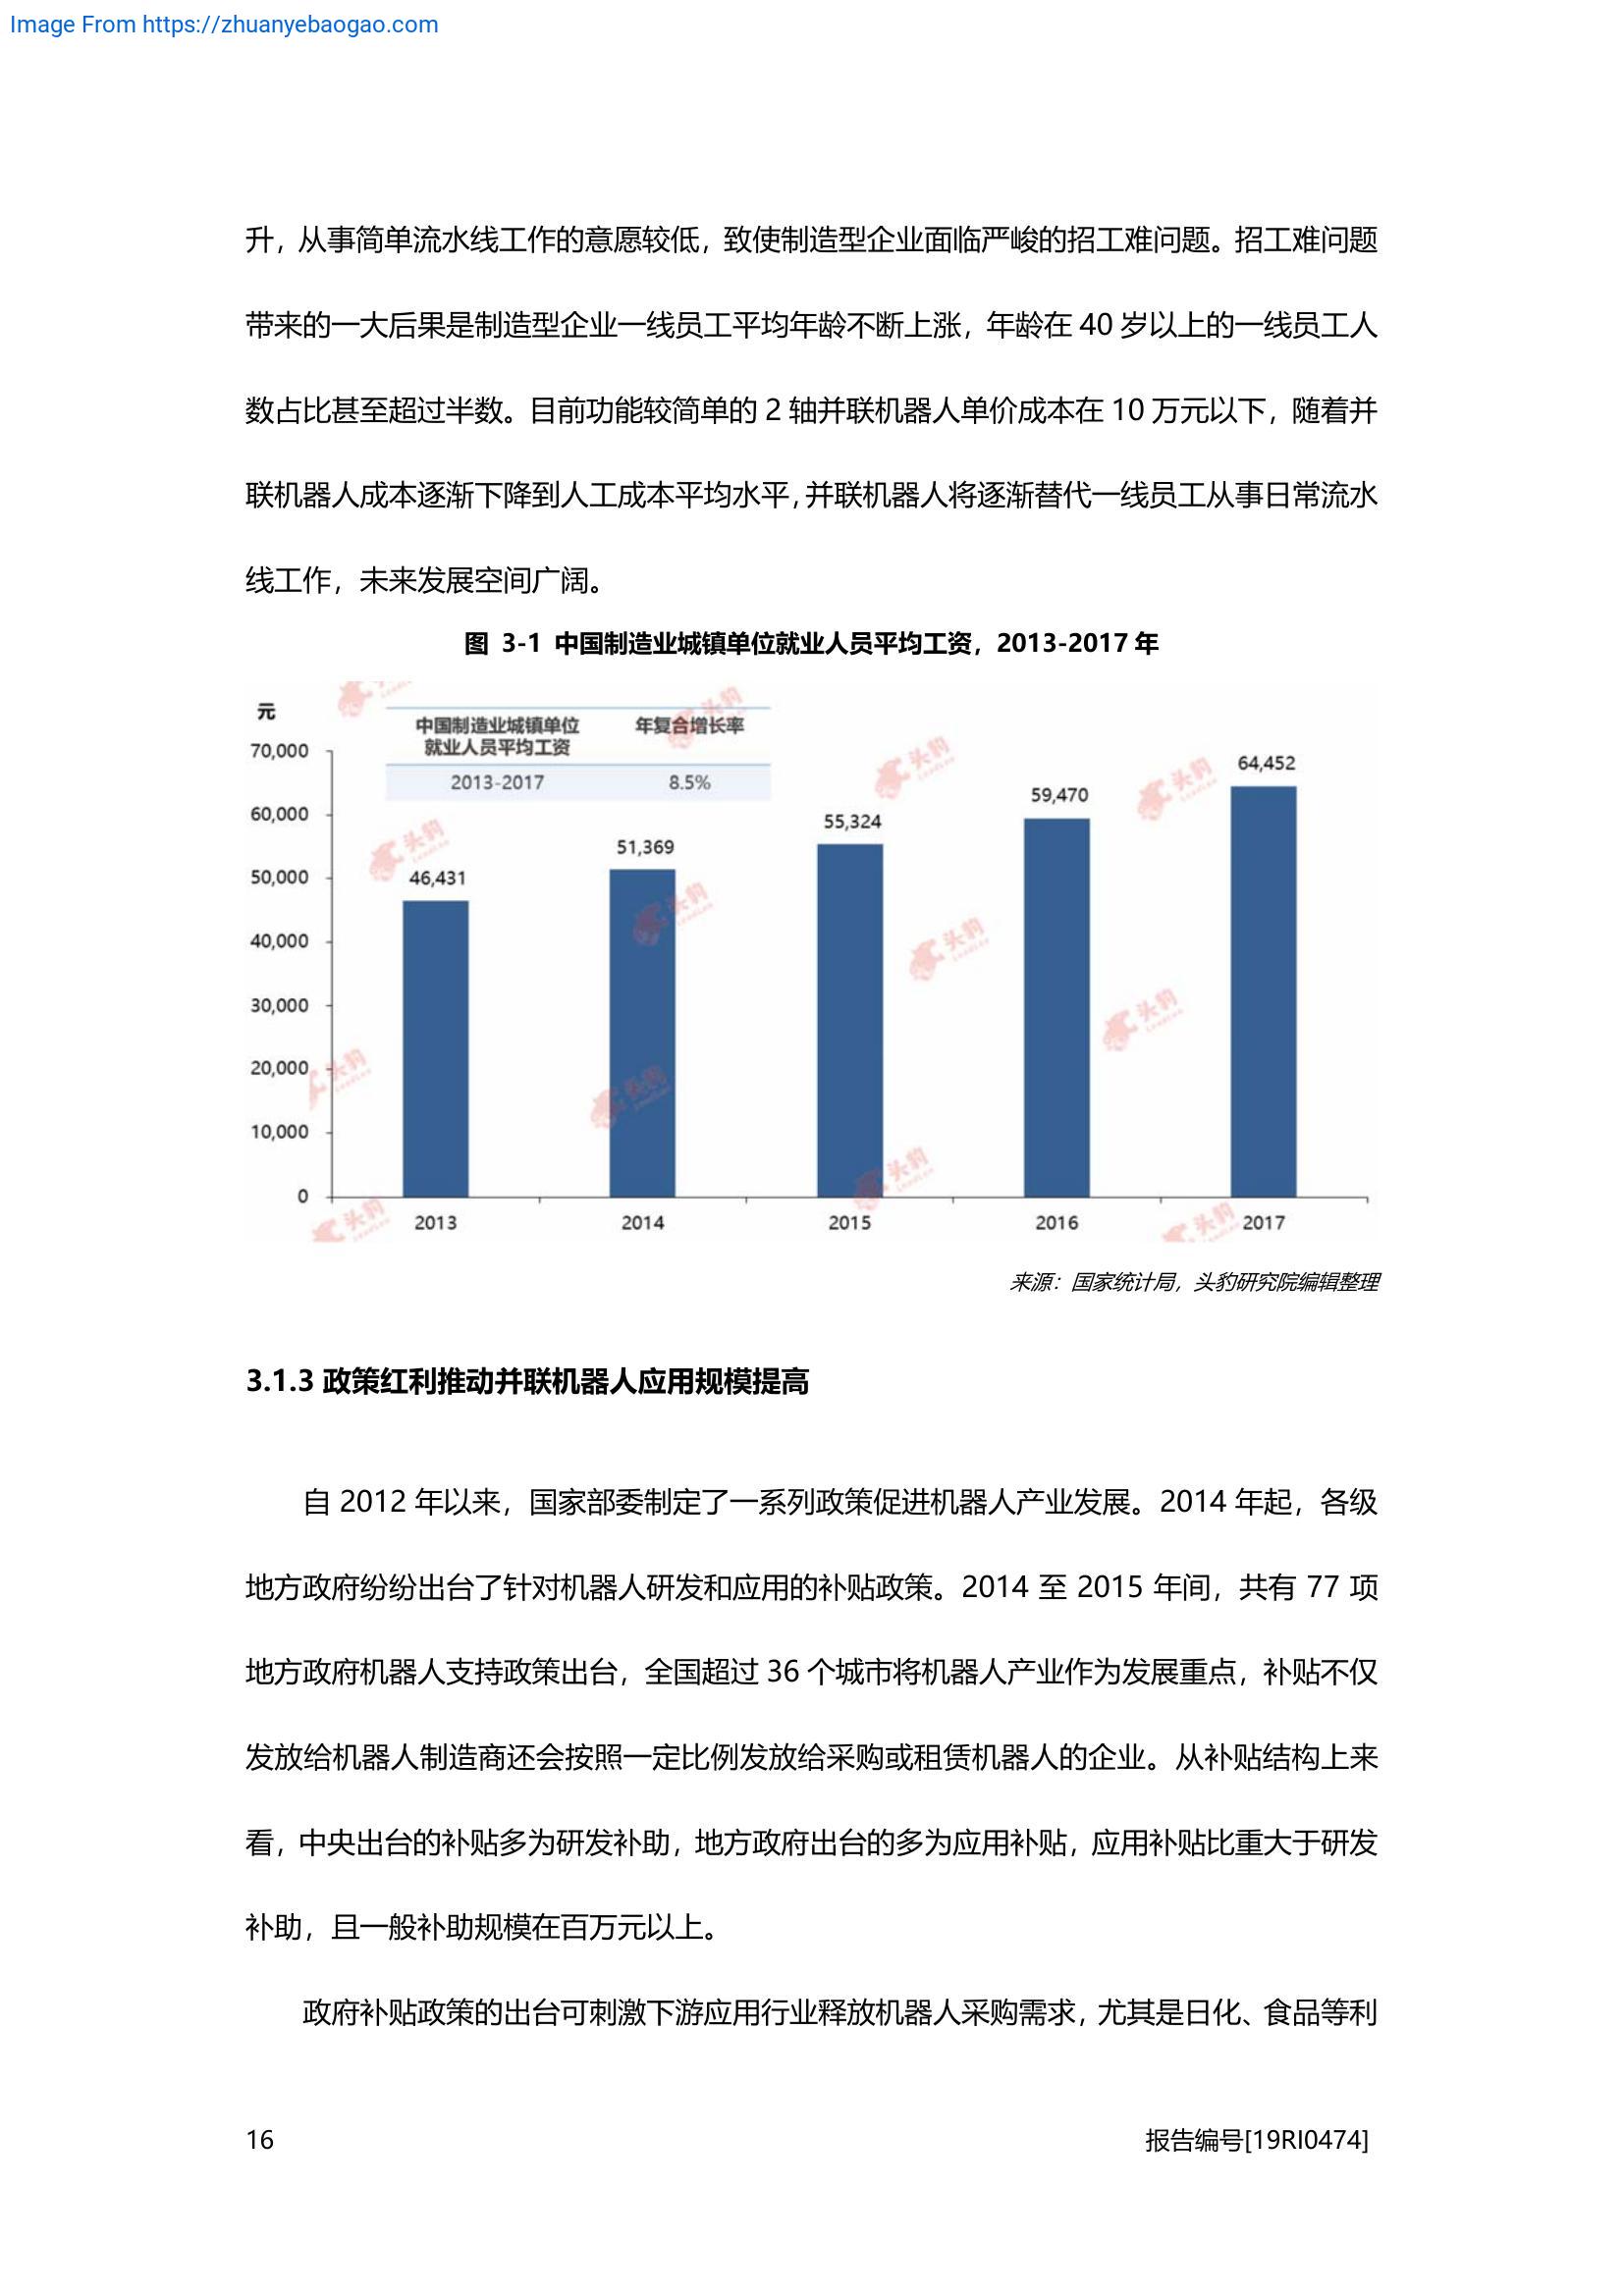 Image From https://zhuanyebaogao.com
升，从事简单流水线工作的意愿较低，致使制造型企业面临严峻的招工难问题。招工难问题
带来的一大后果是制造型企业一线员工平均年龄不断上涨，年龄在 40 岁以上的一线员工人
数占比甚至超过半数。目前功能较简单的 2 轴并联机器人单价成本在 10 万元以下，随着并
联机器人成本逐渐下降到人工成本平均水平，并联机器人将逐渐替代一线员工从事日常流水
线工作，未来发展空间广阔。
图 3-1 中国制造业城镇单位就业人员平均工资，2013-2017 年
元
中国制造业城镇单位 年复合增长率
就业人员平均工资
2013-2017 8.5%
70,000
60,000
50,000
40,000
30,000
20,000
10,000
0
46,431
51,369
55,324
59,470
64,452
2013 2014 2015 2016 2017
头豹
LeadLeo
来源：国家统计局，头豹研究院编辑整理
3.1.3 政策红利推动并联机器人应用规模提高
自 2012 年以来，国家部委制定了一系列政策促进机器人产业发展。2014 年起，各级
地方政府纷纷出台了针对机器人研发和应用的补贴政策。2014 至 2015 年间，共有 77 项
地方政府机器人支持政策出台，全国超过 36 个城市将机器人产业作为发展重点，补贴不仅
发放给机器人制造商还会按照一定比例发放给采购或租赁机器人的企业。从补贴结构上来
看，中央出台的补贴多为研发补助，地方政府出台的多为应用补贴，应用补贴比重大于研发
补助，且一般补助规模在百万元以上。
政府补贴政策的出台可刺激下游应用行业释放机器人采购需求，尤其是日化、食品等利
16 报告编号[19RI0474]